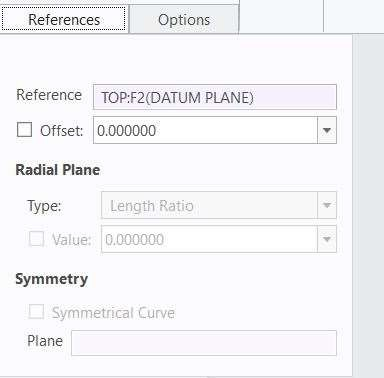 References Options
Reference TOP:F2(DATUM PLANE)
Offset: 0.000000
Radial Plane
Type: Length Ratio
Value: 0.000000
Symmetry
Symmetrical Curve
Plane